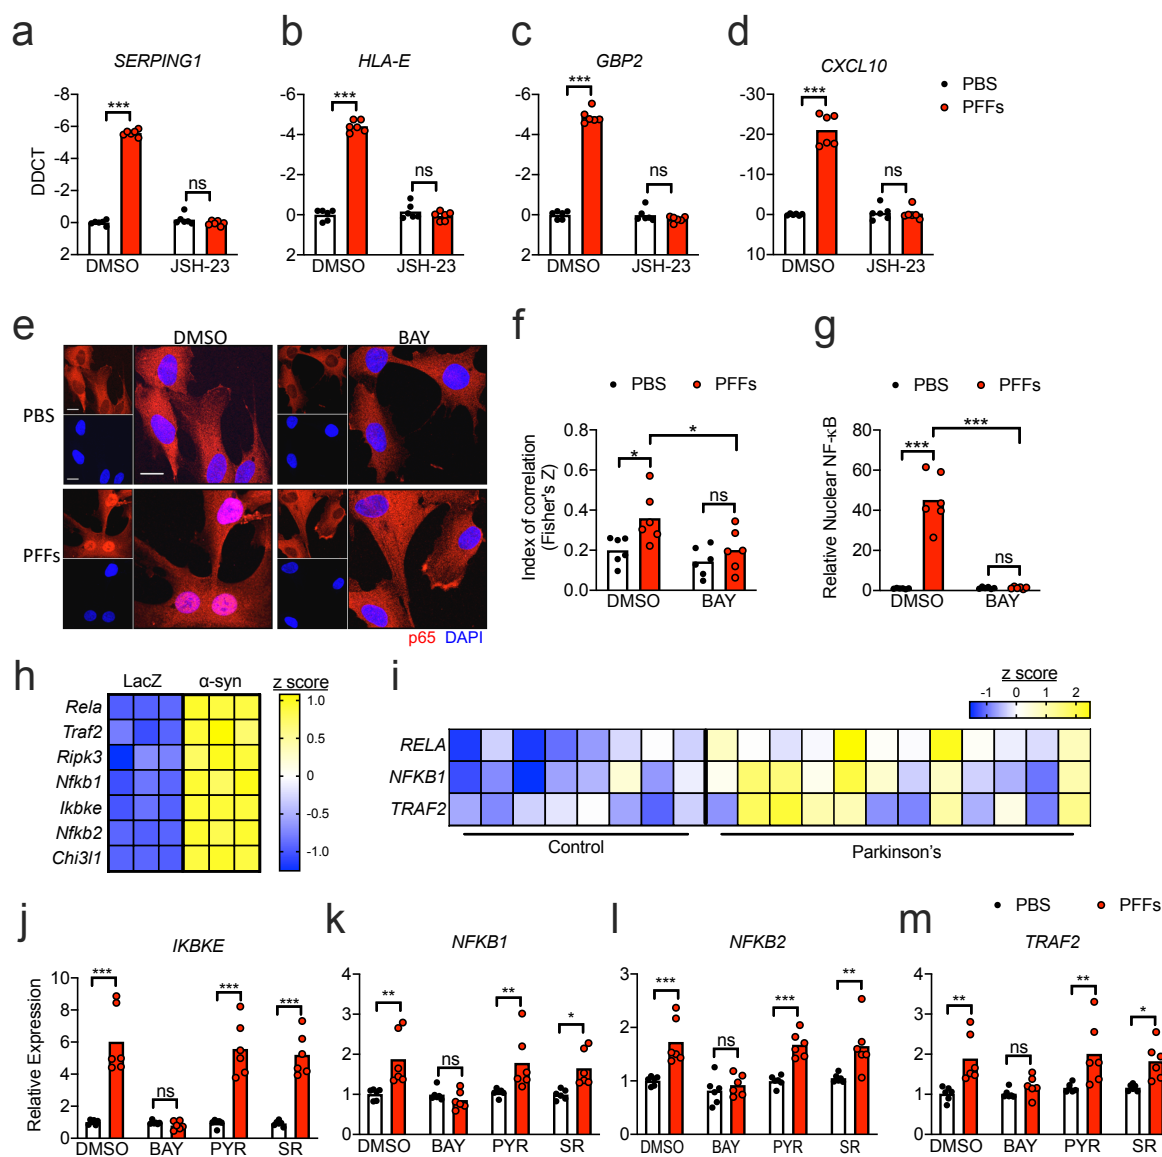 a
b
c
d
SERPING1
HLA-E
GBP2
CXCL10
PBS
PFFs
DDCT
-8
-6
-4
-2
0
2
***
ns
DMSO
JSH-23
-6
-4
-2
0
2
***
ns
DMSO
JSH-23
-6
-4
-2
0
2
***
ns
DMSO
JSH-23
-30
-20
-10
0
10
***
ns
DMSO
JSH-23
e
DMSO
BAY
PBS
PFFs
p65 DAPI
f
PBS
PFFs
Index of correlation
(Fisher's Z)
0.8
0.6
0.4
0.2
0.0
*
*
ns
DMSO
BAY
g
PBS
PFFs
Relative Nuclear NF-κB
80
60
40
20
0
***
***
ns
DMSO
BAY
h
LacZ
α-syn
z score
Rela
Traf2
Ripk3
Nfkb1
Ikbke
Nfkb2
Chi3l1
1.0
0.5
0
-0.5
-1.0
i
z score
-1 0 1 2
RELA
NFKB1
TRAF2
Control
Parkinson's
PBS
PFFs
j
IKBKE
Relative Expression
10
8
6
4
2
0
***
ns
***
***
DMSO
BAY
PYR
SR
k
NFKB1
4
3
2
1
0
**
ns
**
*
DMSO
BAY
PYR
SR
l
NFKB2
3
2
1
0
***
ns
***
**
DMSO
BAY
PYR
SR
m
TRAF2
4
3
2
1
0
**
ns
**
*
DMSO
BAY
PYR
SR